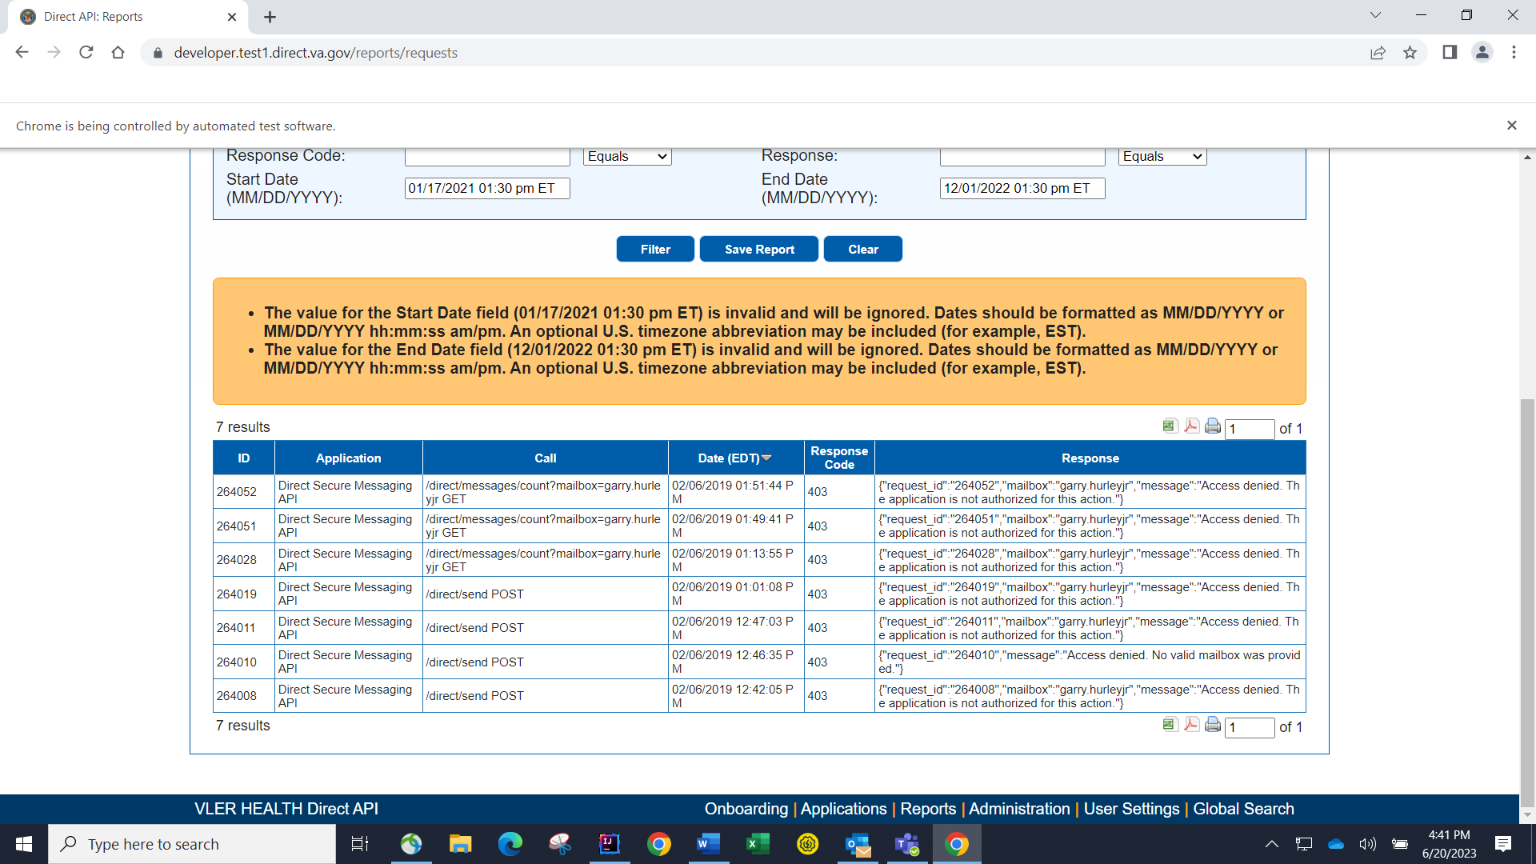 Direct API: Reports
developer.test1.direct.va.gov/reports/requests
Chrome is being controlled by automated test software.
Response Code: Equals Response: Equals
Start Date
(MM/DD/YYYY): 01/17/2021 01:30 pm ET
End Date
(MM/DD/YYYY): 12/01/2022 01:30 pm ET
Filter Save Report Clear
• The value for the Start Date field (01/17/2021 01:30 pm ET) is invalid and will be ignored. Dates should be formatted as MM/DD/YYYY or
MM/DD/YYYY hh:mm:ss am/pm. An optional U.S. timezone abbreviation may be included (for example, EST).
• The value for the End Date field (12/01/2022 01:30 pm ET) is invalid and will be ignored. Dates should be formatted as MM/DD/YYYY or
MM/DD/YYYY hh:mm:ss am/pm. An optional U.S. timezone abbreviation may be included (for example, EST).
7 results 1 of 1
ID Application Call Date (EDT) Response Code Response
264052 Direct Secure Messaging API /direct/messages/count?mailbox=garry.hurleyjr GET 02/06/2019 01:51:44 PM 403 {"request_id":"264052","mailbox":"garry.hurleyjr","message":"Access denied. The application is not authorized for this action."}
264051 Direct Secure Messaging API /direct/messages/count?mailbox=garry.hurleyjr GET 02/06/2019 01:49:41 PM 403 {"request_id":"264051","mailbox":"garry.hurleyjr","message":"Access denied. The application is not authorized for this action."}
264028 Direct Secure Messaging API /direct/messages/count?mailbox=garry.hurleyjr GET 02/06/2019 01:13:55 PM 403 {"request_id":"264028","mailbox":"garry.hurleyjr","message":"Access denied. The application is not authorized for this action."}
264019 Direct Secure Messaging API /direct/send POST 02/06/2019 01:01:08 PM 403 {"request_id":"264019","mailbox":"garry.hurleyjr","message":"Access denied. The application is not authorized for this action."}
264011 Direct Secure Messaging API /direct/send POST 02/06/2019 12:47:03 PM 403 {"request_id":"264011","mailbox":"garry.hurleyjr","message":"Access denied. The application is not authorized for this action."}
264010 Direct Secure Messaging API /direct/send POST 02/06/2019 12:46:35 PM 403 {"request_id":"264010","message":"Access denied. No valid mailbox was provided."}
264008 Direct Secure Messaging API /direct/send POST 02/06/2019 12:42:05 PM 403 {"request_id":"264008","mailbox":"garry.hurleyjr","message":"Access denied. The application is not authorized for this action."}
7 results 1 of 1
VLER HEALTH Direct API Onboarding | Applications | Reports | Administration | User Settings | Global Search
Type here to search
4:41 PM
6/20/2023